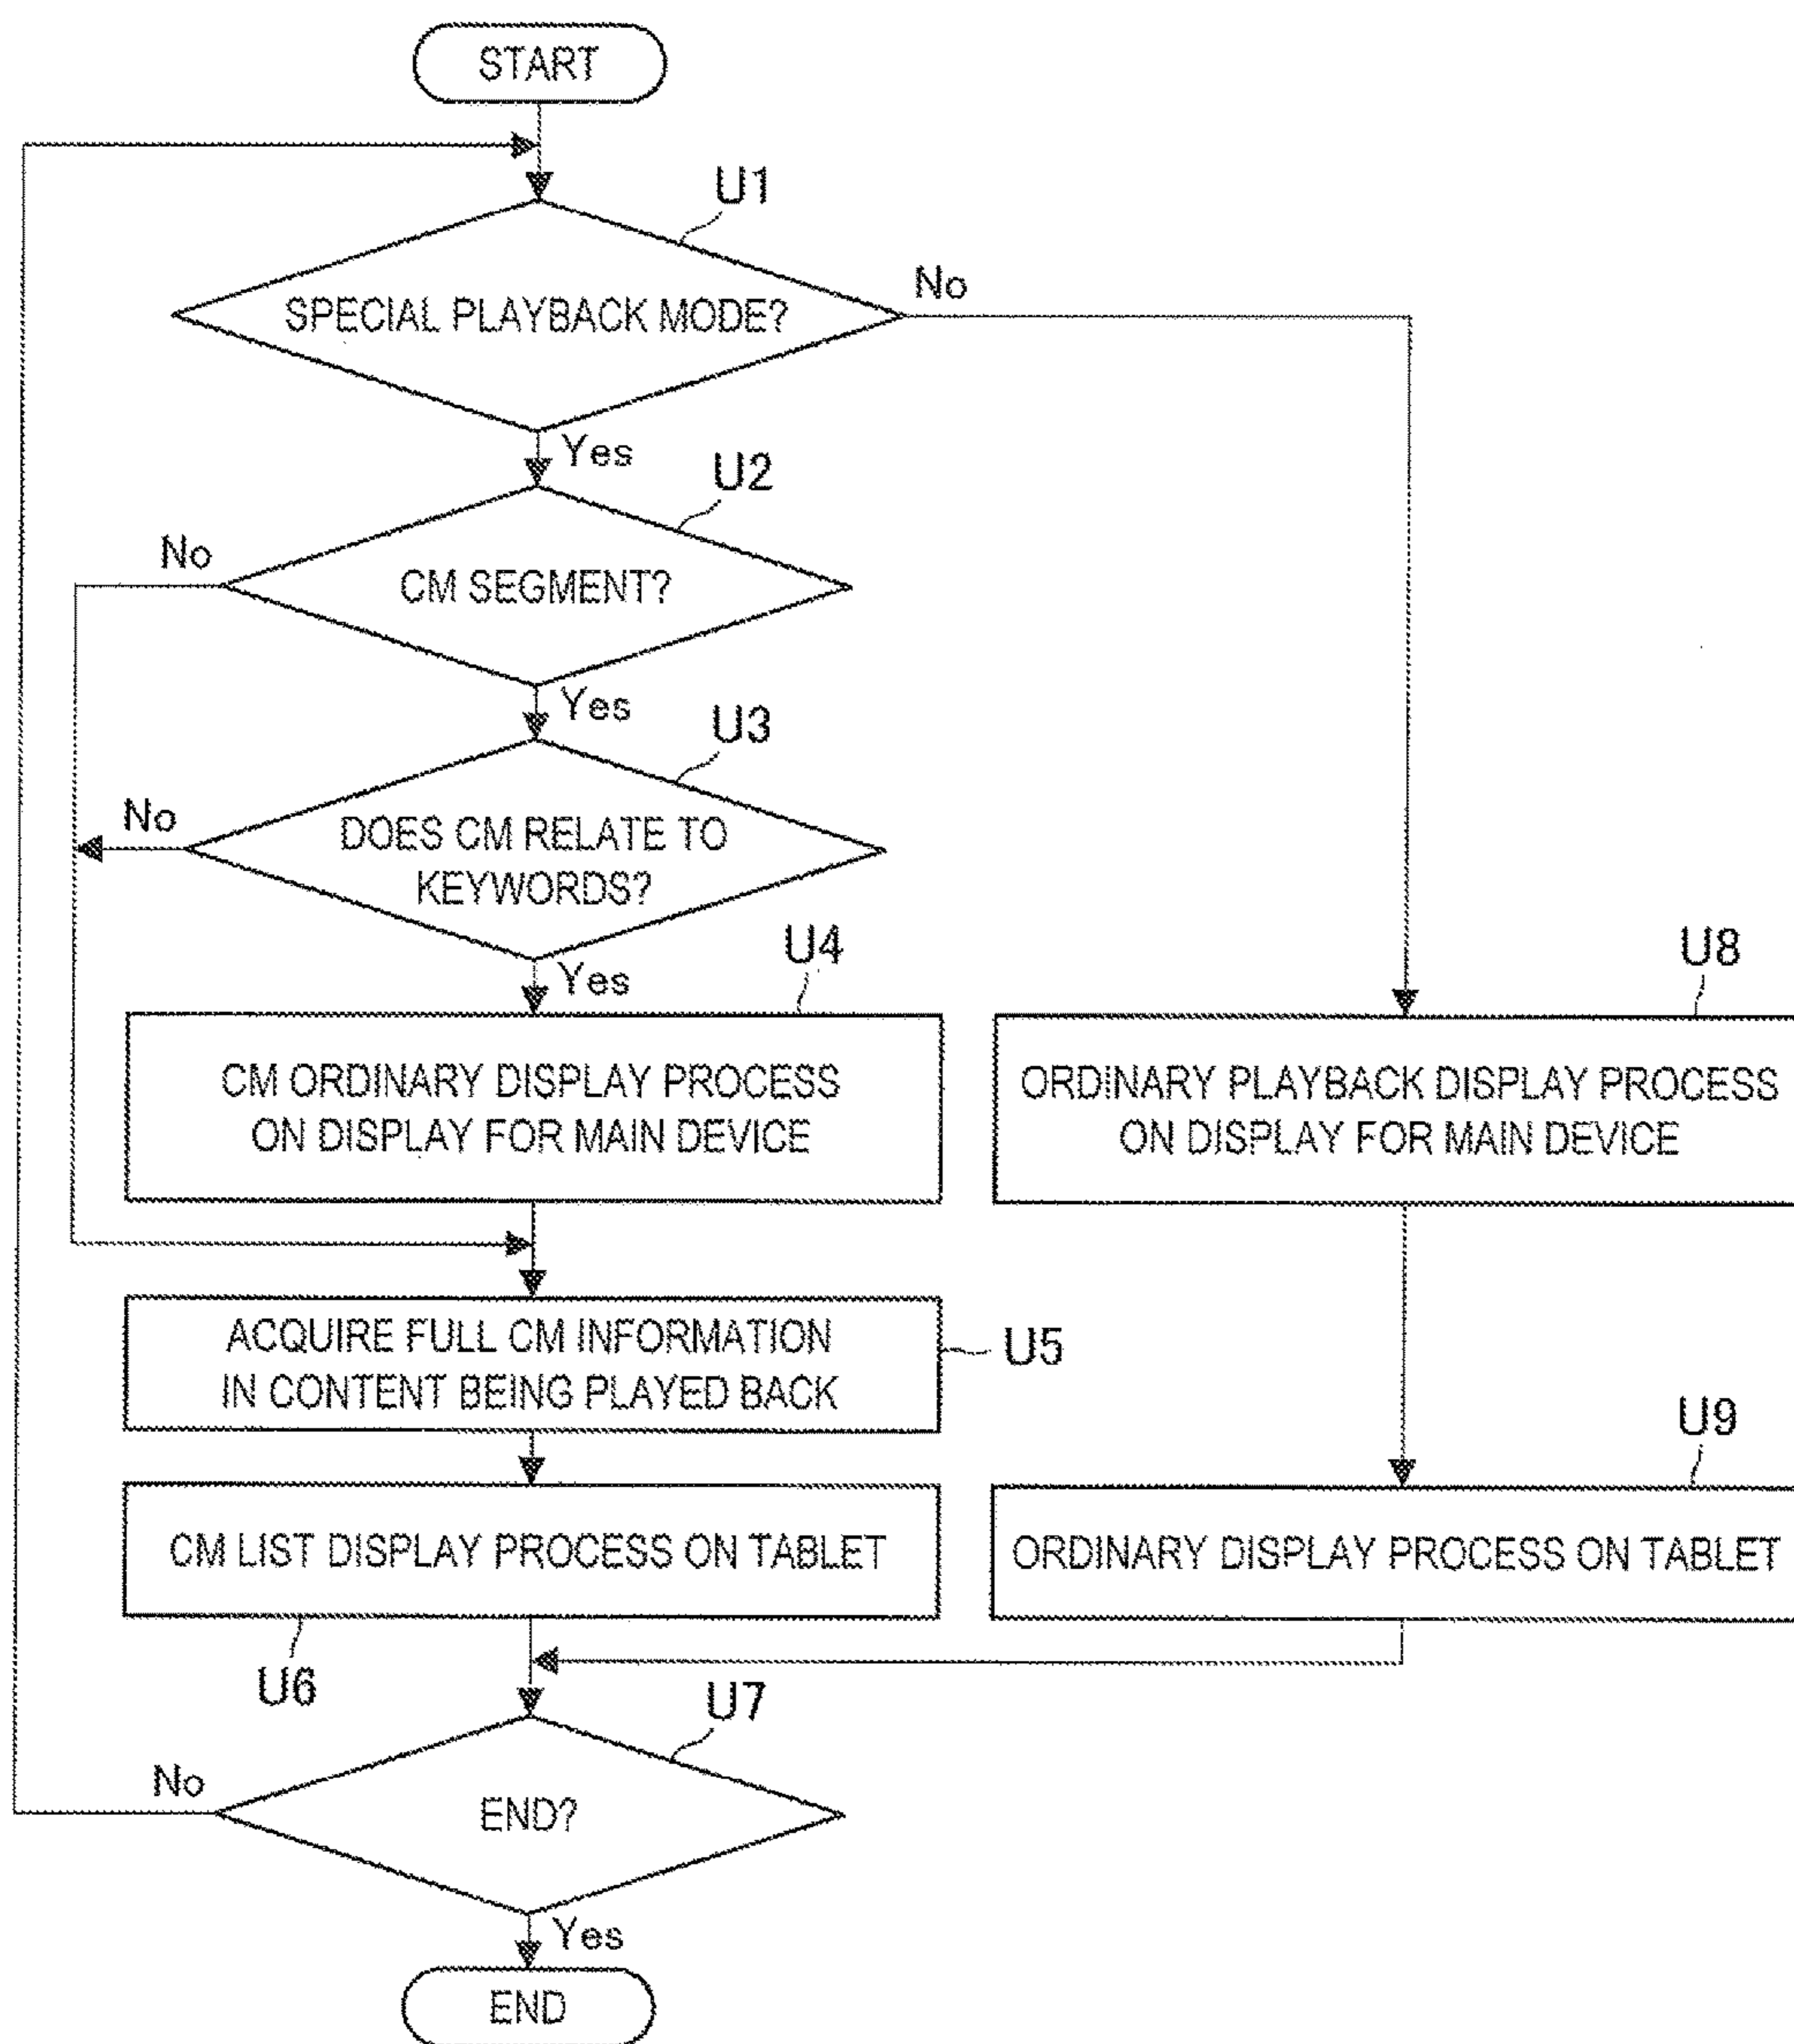 START
U1
SPECIAL PLAYBACK MODE?
No
Yes
U2
No
CM SEGMENT?
Yes
U3
No
DOES CM RELATE TO
KEYWORDS?
Yes
U4
CM ORDINARY DISPLAY PROCESS
ON DISPLAY FOR MAIN DEVICE
U8
ORDINARY PLAYBACK DISPLAY PROCESS
ON DISPLAY FOR MAIN DEVICE
ACQUIRE FULL CM INFORMATION
IN CONTENT BEING PLAYED BACK
U5
CM LIST DISPLAY PROCESS ON TABLET
U6
U9
ORDINARY DISPLAY PROCESS ON TABLET
U7
No
END?
Yes
END